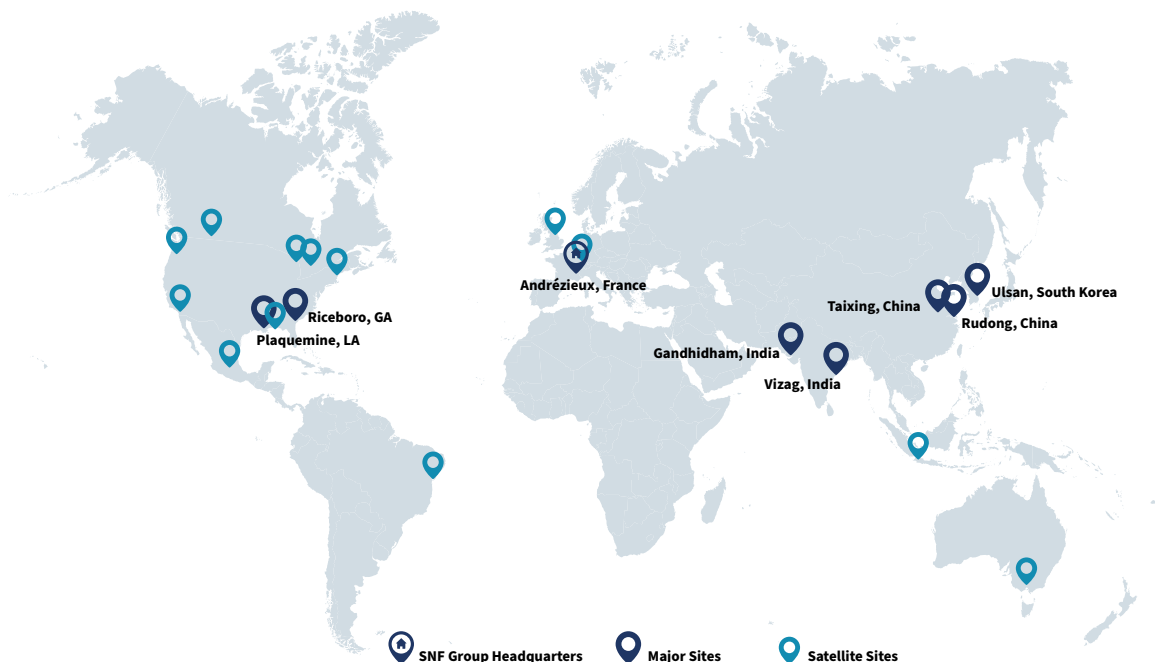 Andrézieux, France
Ulsan, South Korea
Taixing, China
Riceboro, GA
Rudong, China
Plaquemine, LA
Gandhidham, India
Vizag, India
SNF Group Headquarters
Major Sites
Satellite Sites